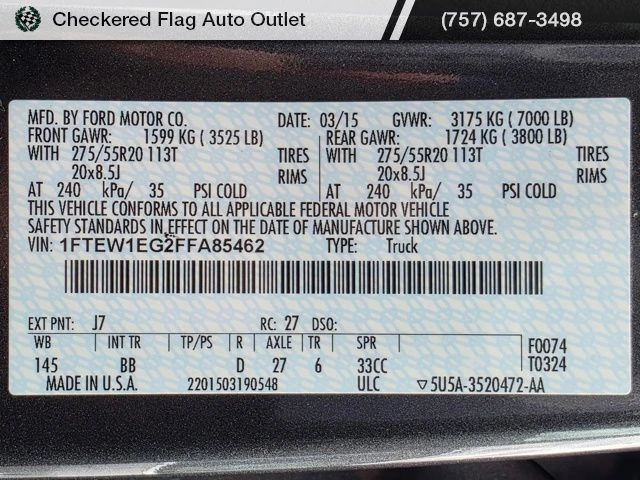 Checkered Flag Auto Outlet (757) 687-3498
MFD. BY FORD MOTOR CO. DATE: 03/15 GVWR: 3175 KG ( 7000 LB)
FRONT GAWR: 1599 KG ( 3525 LB) REAR GAWR: 1724 KG ( 3800 LB)
WITH 275/55R20 113T TIRES WITH 275/55R20 113T TIRES
20x8.5J RIMS 20x8.5J RIMS
AT 240 kPa/ 35 PSI COLD AT 240 kPa/ 35 PSI COLD
THIS VEHICLE CONFORMS TO ALL APPLICABLE FEDERAL MOTOR VEHICLE
SAFETY STANDARDS IN EFFECT ON THE DATE OF MANUFACTURE SHOWN ABOVE.
VIN: 1FTEW1EG2FFA85462 TYPE: Truck
EXT PNT: J7 RC: 27 DSO:
WB INT TR TP/PS R AXLE TR SPR F0074
145 BB D 27 6 33CC T0324
MADE IN U.S.A. 2201503190548 ULC ▽5U5A-3520472-AA